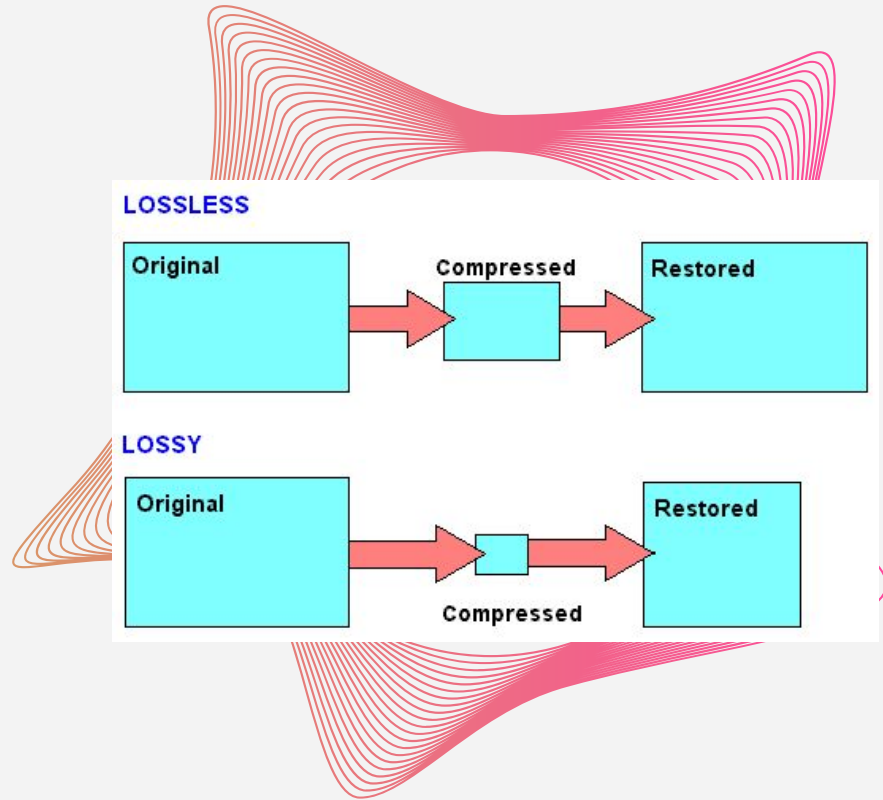 LOSSLESS
Original
Compressed
Restored
LOSSY
Original
Restored
Compressed